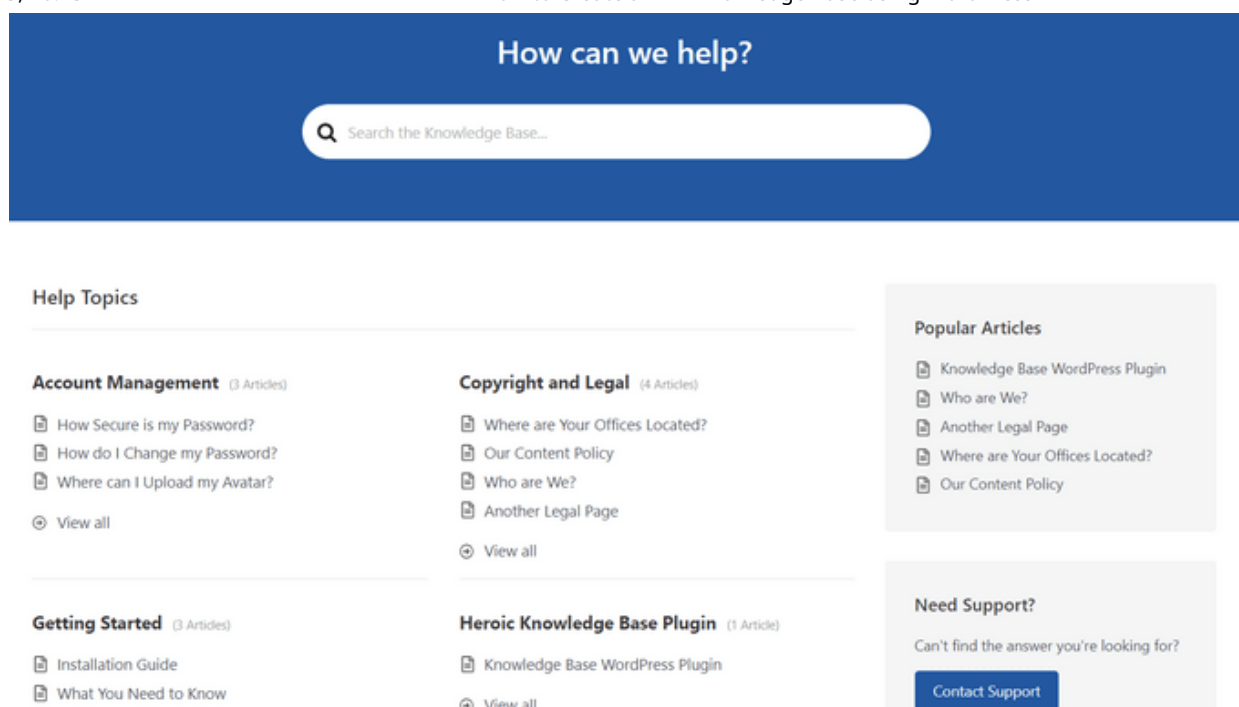 How can we help?
Search the Knowledge Base...
Help Topics
Account Management (3 Articles)
How Secure is my Password?
How do I Change my Password?
Where can I Upload my Avatar?
View all
Copyright and Legal (4 Articles)
Where are Your Offices Located?
Our Content Policy
Who are We?
Another Legal Page
View all
Getting Started (3 Articles)
Installation Guide
What You Need to Know
Heroic Knowledge Base Plugin (1 Article)
Knowledge Base WordPress Plugin
View all
Popular Articles
Knowledge Base WordPress Plugin
Who are We?
Another Legal Page
Where are Your Offices Located?
Our Content Policy
Need Support?
Can't find the answer you're looking for?
Contact Support